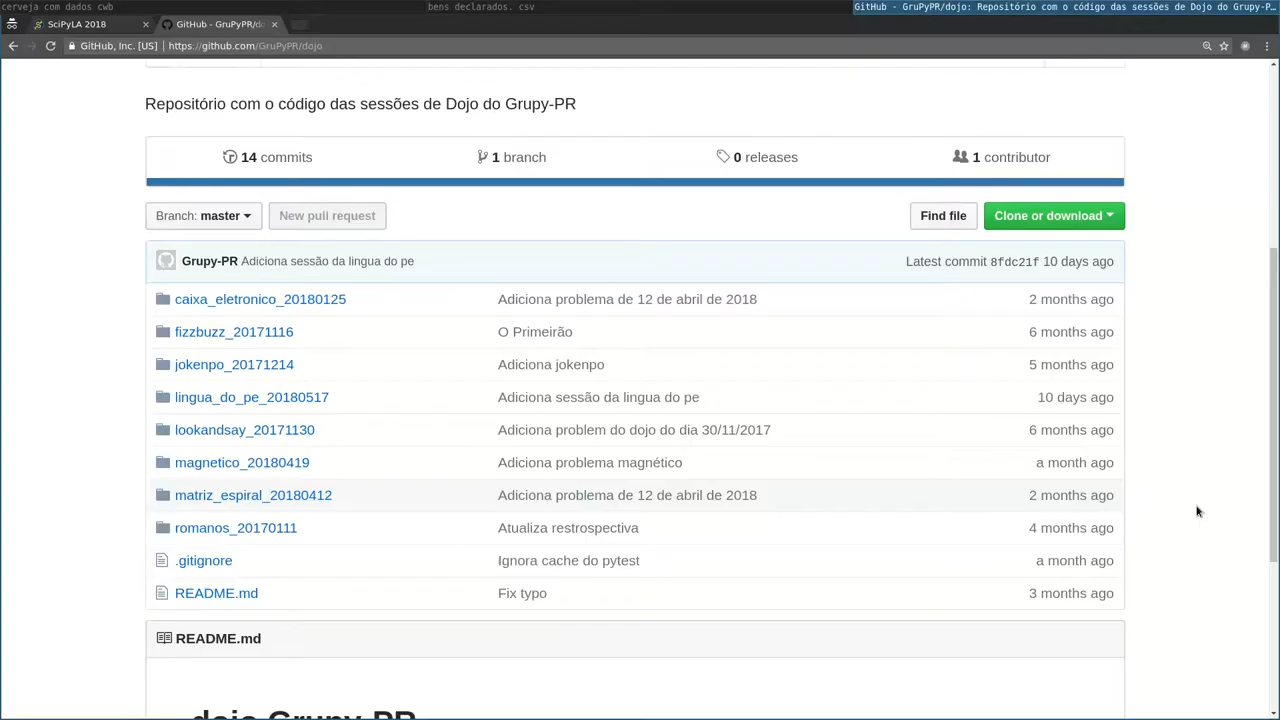 cerveja com dados cwb
bens declarados. csv
GitHub - GruPyPR/dojo: Repositório com o código das sessões de Dojo do Grupy-P…
SciPyLA 2018
GitHub - GruPyPR/do
GitHub, Inc. [US] | https://github.com/GruPyPR/dojo
Repositório com o código das sessões de Dojo do Grupy-PR
14 commits 1 branch 0 releases 1 contributor
Branch: master New pull request Find file Clone or download
Grupy-PR Adiciona sessão da lingua do pe Latest commit 8fdc21f 10 days ago
caixa_eletronico_20180125 Adiciona problema de 12 de abril de 2018 2 months ago
fizzbuzz_20171116 O Primeirão 6 months ago
jokenpo_20171214 Adiciona jokenpo 5 months ago
lingua_do_pe_20180517 Adiciona sessão da lingua do pe 10 days ago
lookandsay_20171130 Adiciona problem do dojo do dia 30/11/2017 6 months ago
magnetico_20180419 Adiciona problema magnético a month ago
matriz_espiral_20180412 Adiciona problema de 12 de abril de 2018 2 months ago
romanos_20170111 Atualiza restrospectiva 4 months ago
.gitignore Ignora cache do pytest a month ago
README.md Fix typo 3 months ago
README.md
dojo Grupy-PR